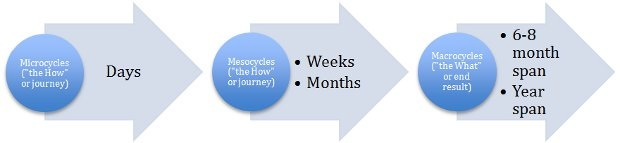 Microcycles
("the How"
or journey)
Days
Mesocycles
("the How"
or journey)
• Weeks
• Months
Macrocycles
("the What"
or end
result)
• 6-8
month
span
• Year
span